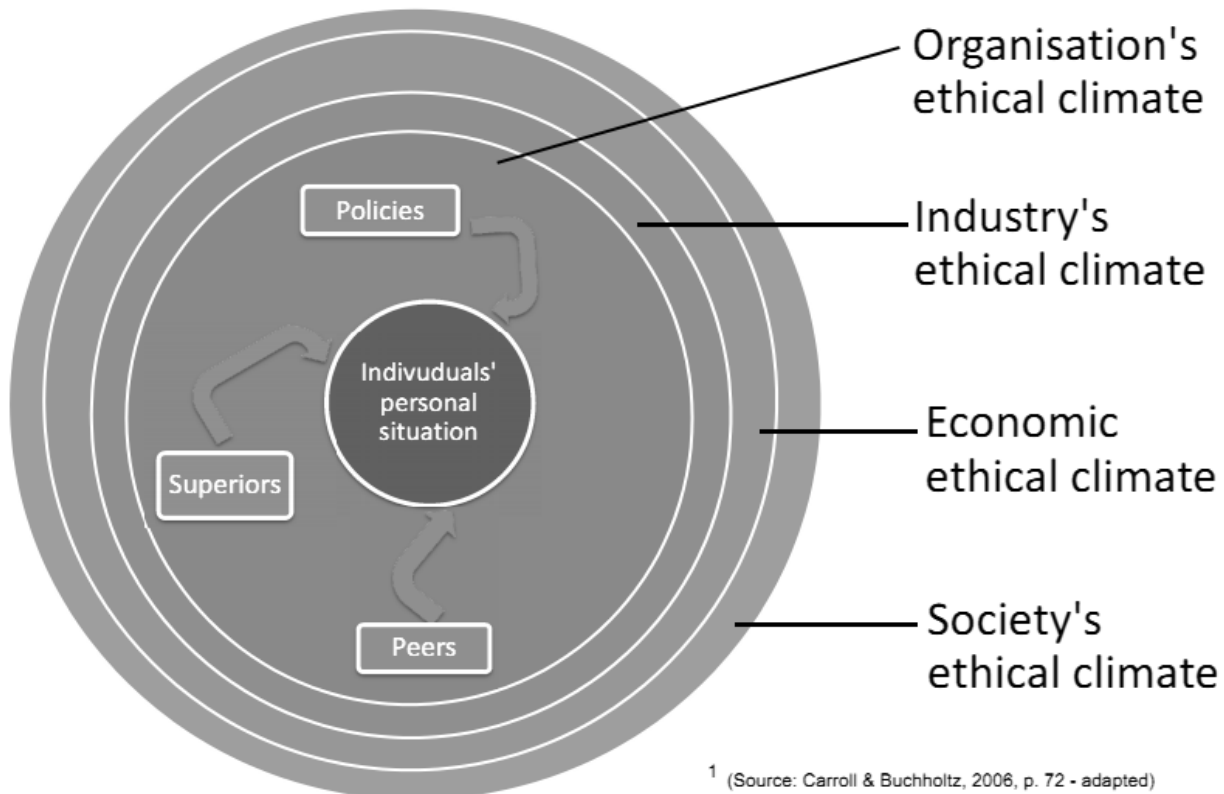 Organisation's
ethical climate
Policies
Industry's
ethical climate
Indivuduals'
personal
situation
Economic
ethical climate
Superiors
Society's
ethical climate
Peers
1 (Source: Carroll & Buchholtz, 2006, p. 72 - adapted)